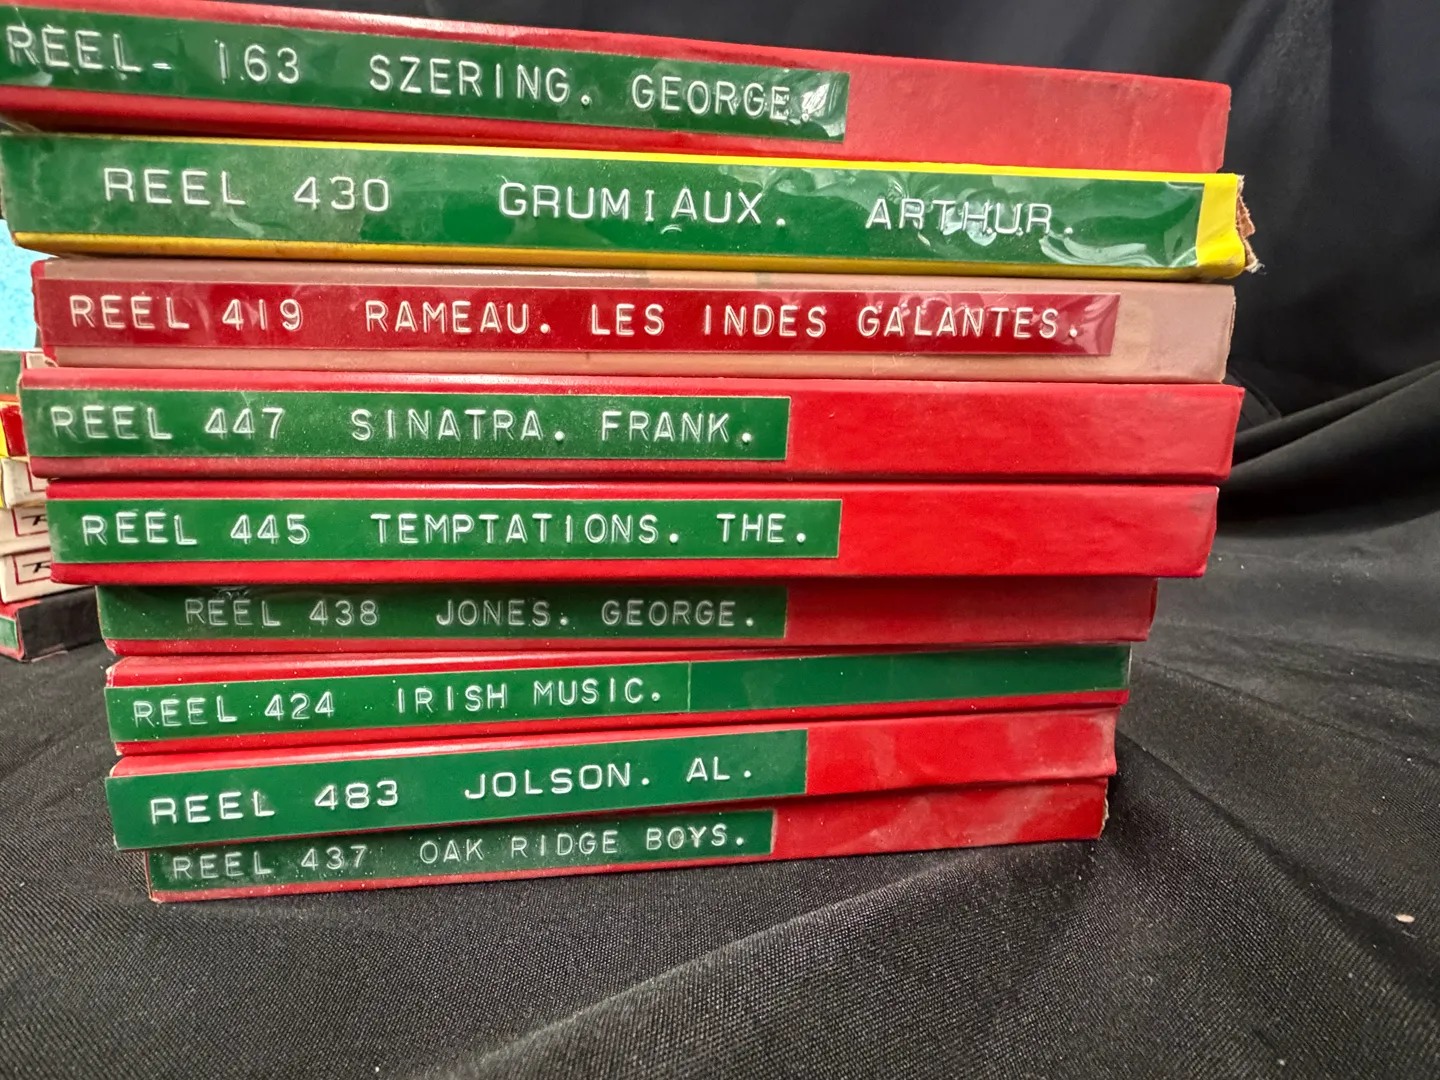 REEL- 163 SZERING. GEORGE.
REEL 430 GRUMIAUX. ARTHUR.
REEL 419 RAMEAU. LES INDES GALANTES.
REEL 447 SINATRA. FRANK.
REEL 445 TEMPTATIONS. THE.
REEL 438 JONES. GEORGE.
REEL 424 IRISH MUSIC.
REEL 483 JOLSON. AL.
REEL 437 OAK RIDGE BOYS.